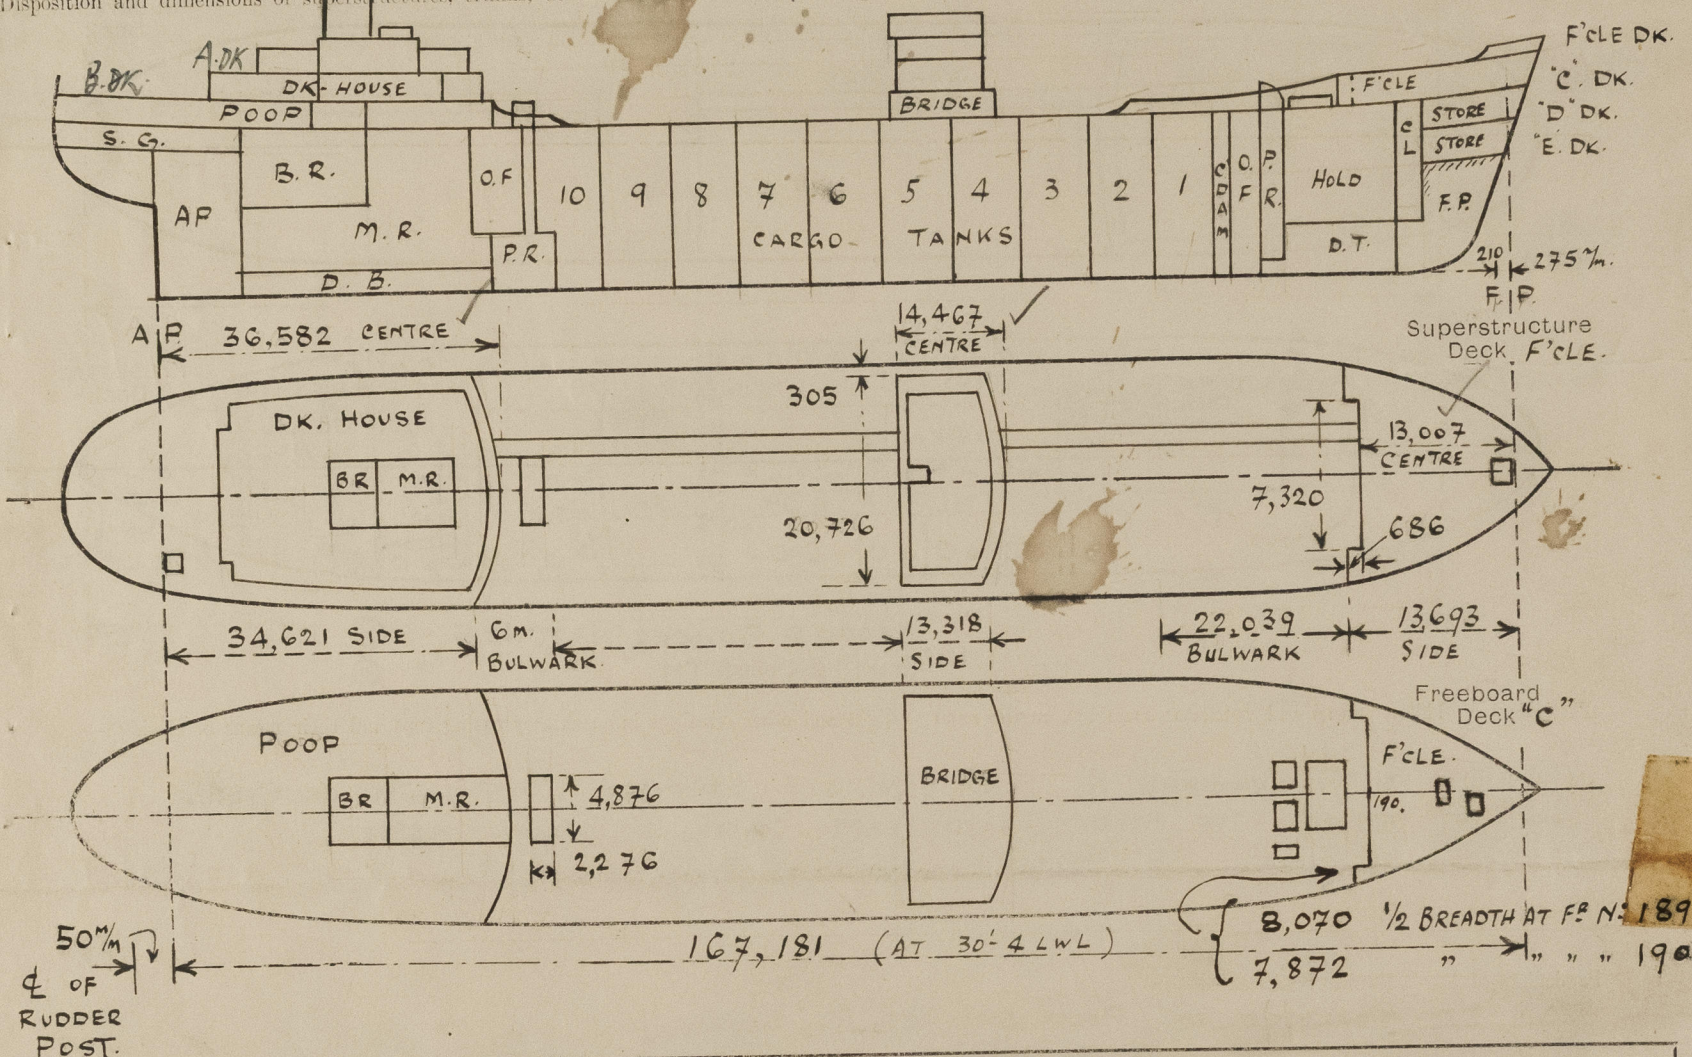 Disposition and dimensions of superstructures, trunks,
F'CLE DK.
A.DK
B.DK.
DK-HOUSE
F'CLE
"C". DK.
POOP
BRIDGE
STORE
"D" DK.
S. G.
C L
STORE
"E. DK.
B. R.
O.F
10 9 8 7 6 5 4 3 2 1
C DAM
O. F
P. R.
HOLD
F.P.
AP
M. R.
CARGO TANKS
P. R.
D.T.
D. B.
210
275 M/m.
F.P.
A P.
36,582 CENTRE
14,467
CENTRE
Superstructure
Deck. F'CLE.
305
DK. HOUSE
13,007
CENTRE
BR M.R.
7,320
20,726
686
34,621 SIDE
6 M.
BULWARK.
13,318
SIDE
22,039
BULWARK
13,693
SIDE
Freeboard
Deck "C"
POOP
F'CLE.
BRIDGE
BR M.R.
4,876
190.
2,276
50 M/m
℄ OF
RUDDER
POST.
167,181 (AT 30'-4 LWL)
8,070 1/2 BREADTH AT FR No. 189
7,872 " " " " 190